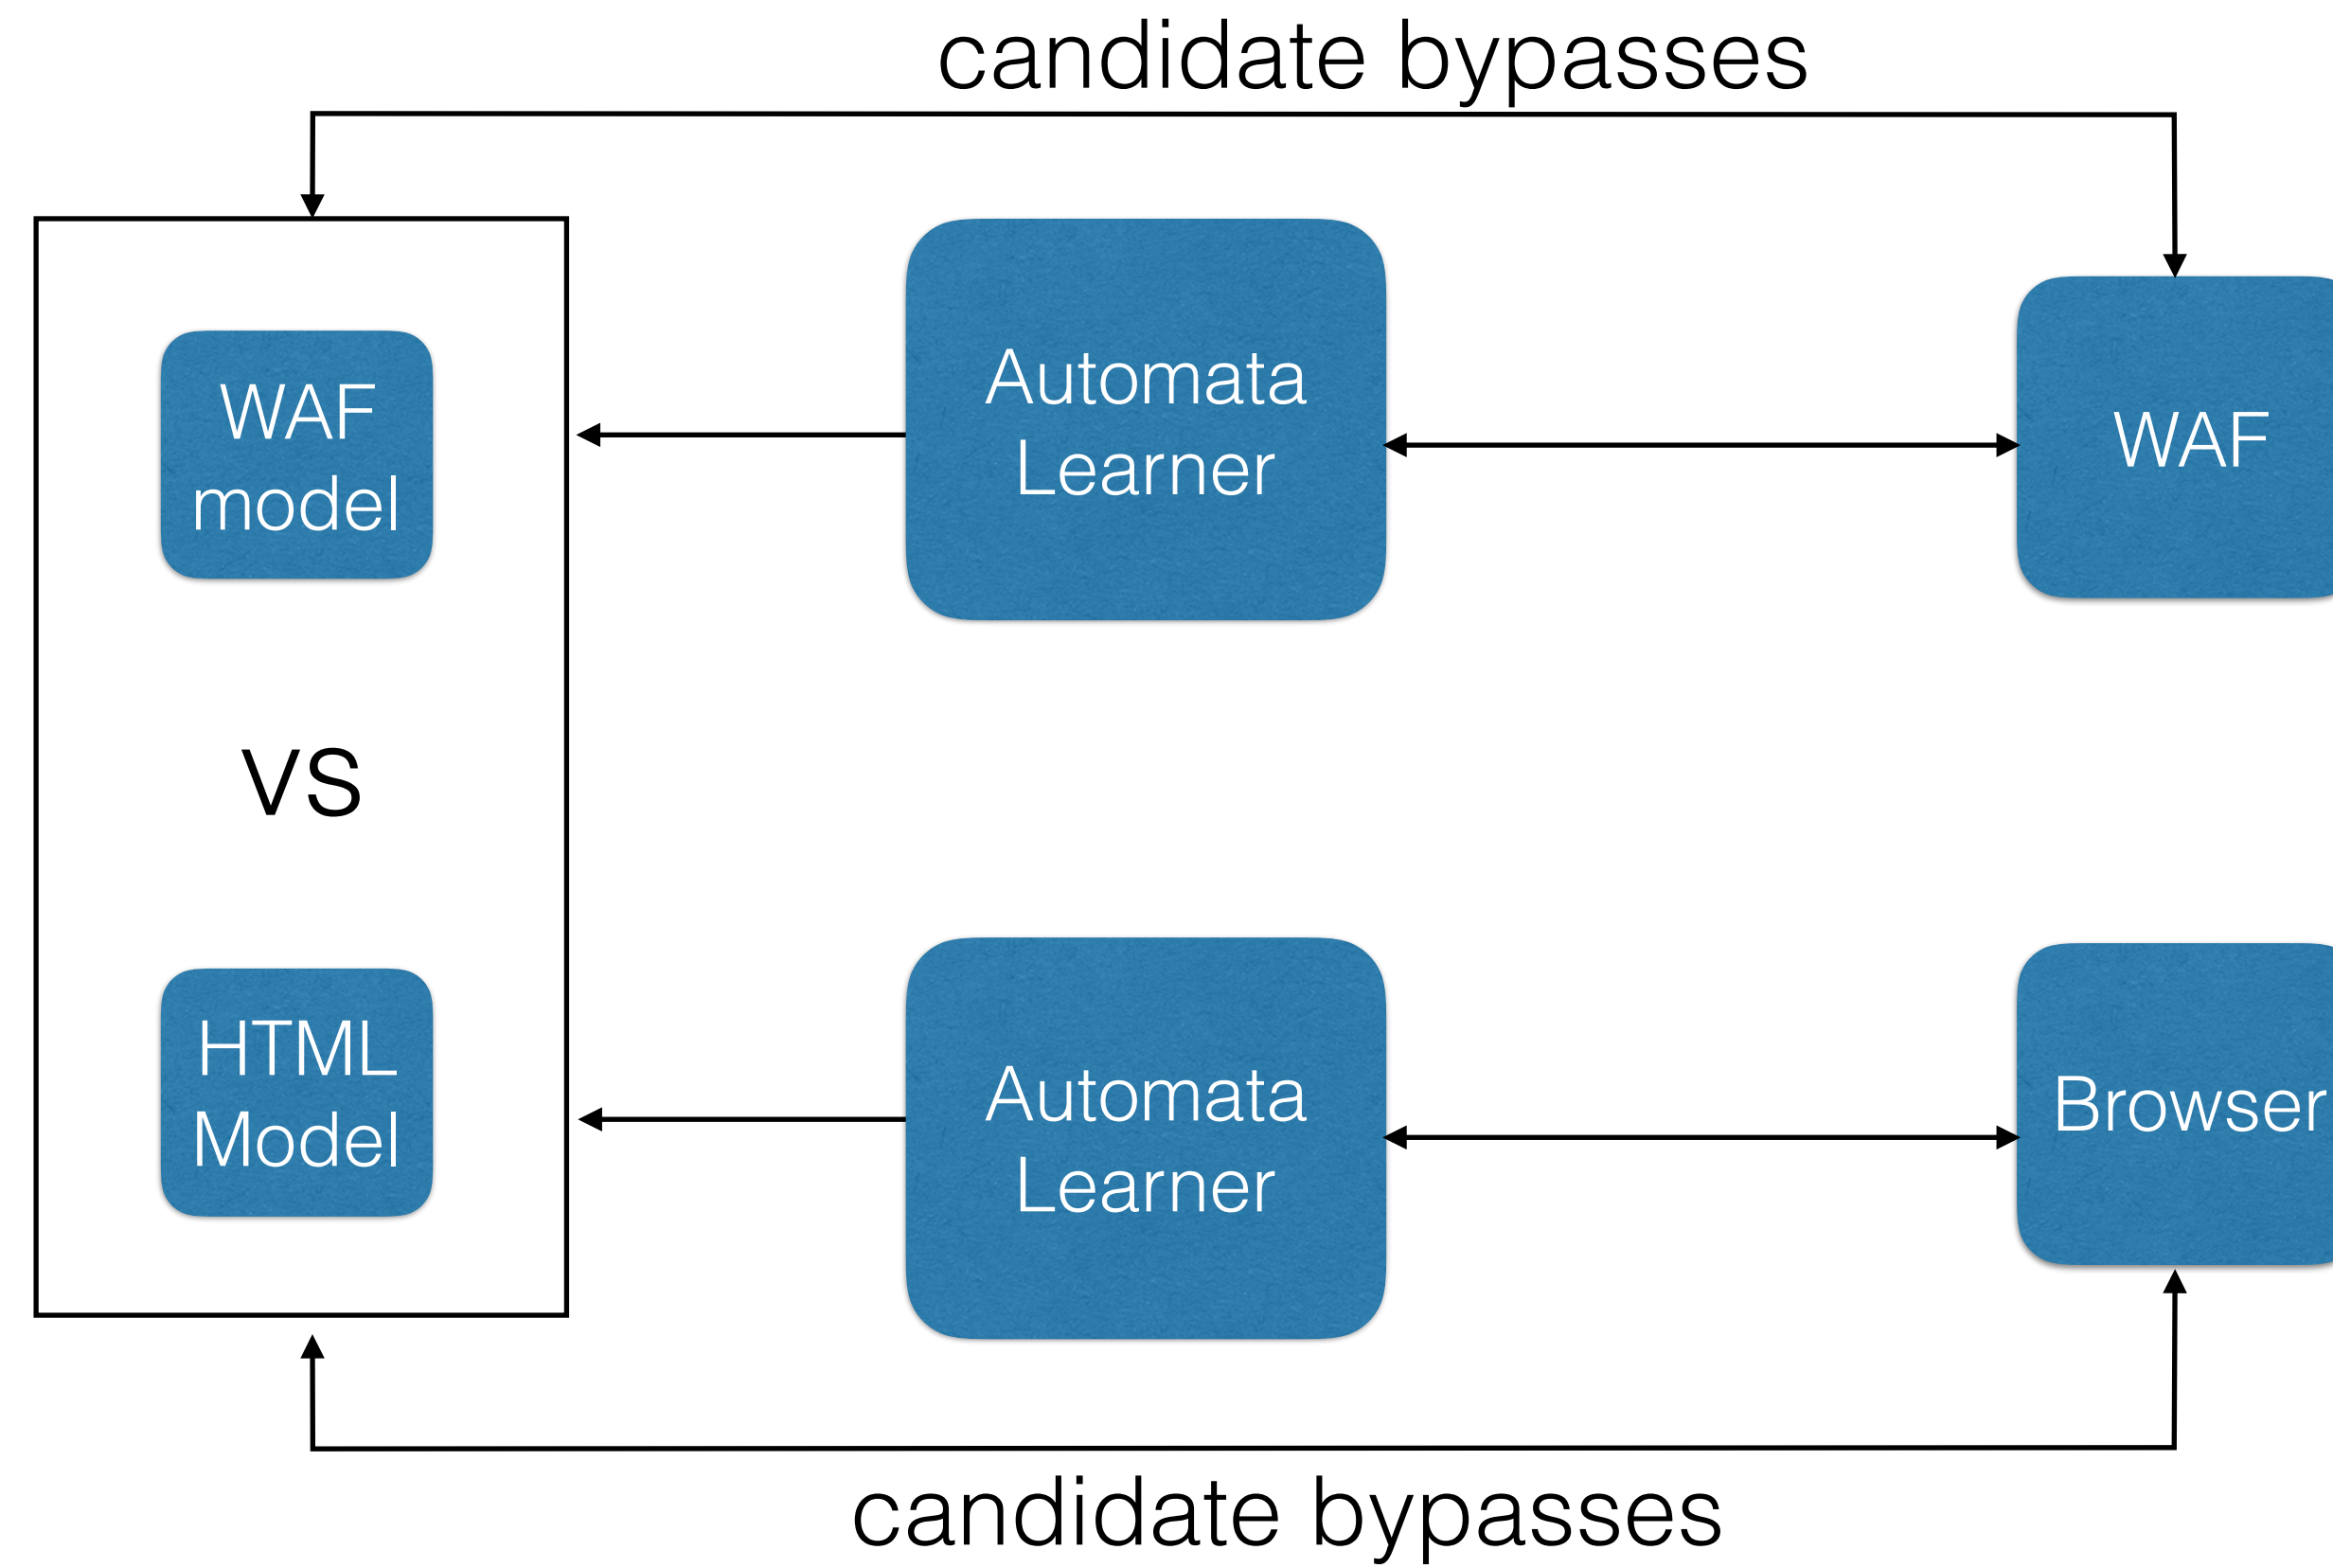 candidate bypasses
WAF
model
Automata
Learner
WAF
VS
HTML
Model
Automata
Learner
Browser
candidate bypasses